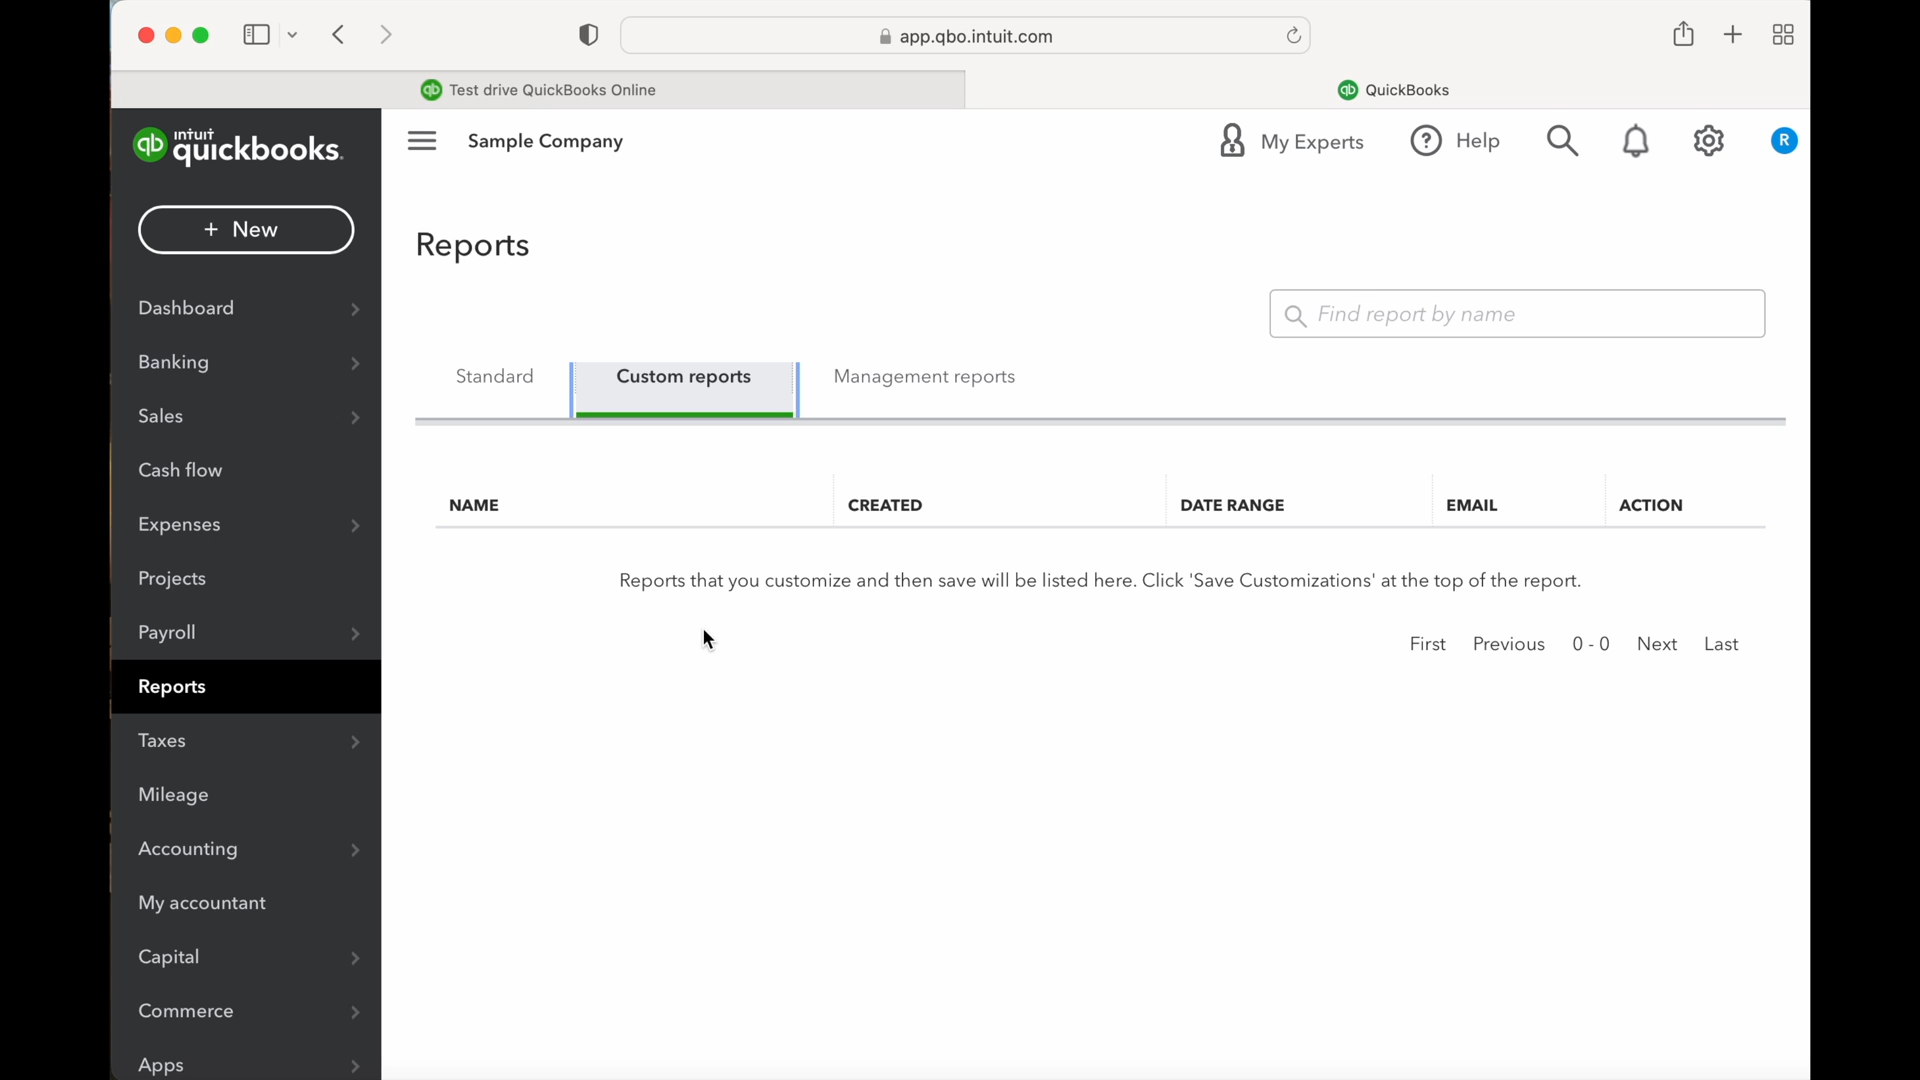 app.qbo.intuit.com
Test drive QuickBooks Online
QuickBooks
intuit
quickbooks.
Sample Company
My Experts
Help
R
+ New
Reports
Find report by name
Dashboard
Banking
Sales
Cash flow
Expenses
Projects
Payroll
Reports
Taxes
Mileage
Accounting
My accountant
Capital
Commerce
Apps
Standard
Custom reports
Management reports
NAME CREATED DATE RANGE EMAIL ACTION
Reports that you customize and then save will be listed here. Click 'Save Customizations' at the top of the report.
First Previous 0 - 0 Next Last